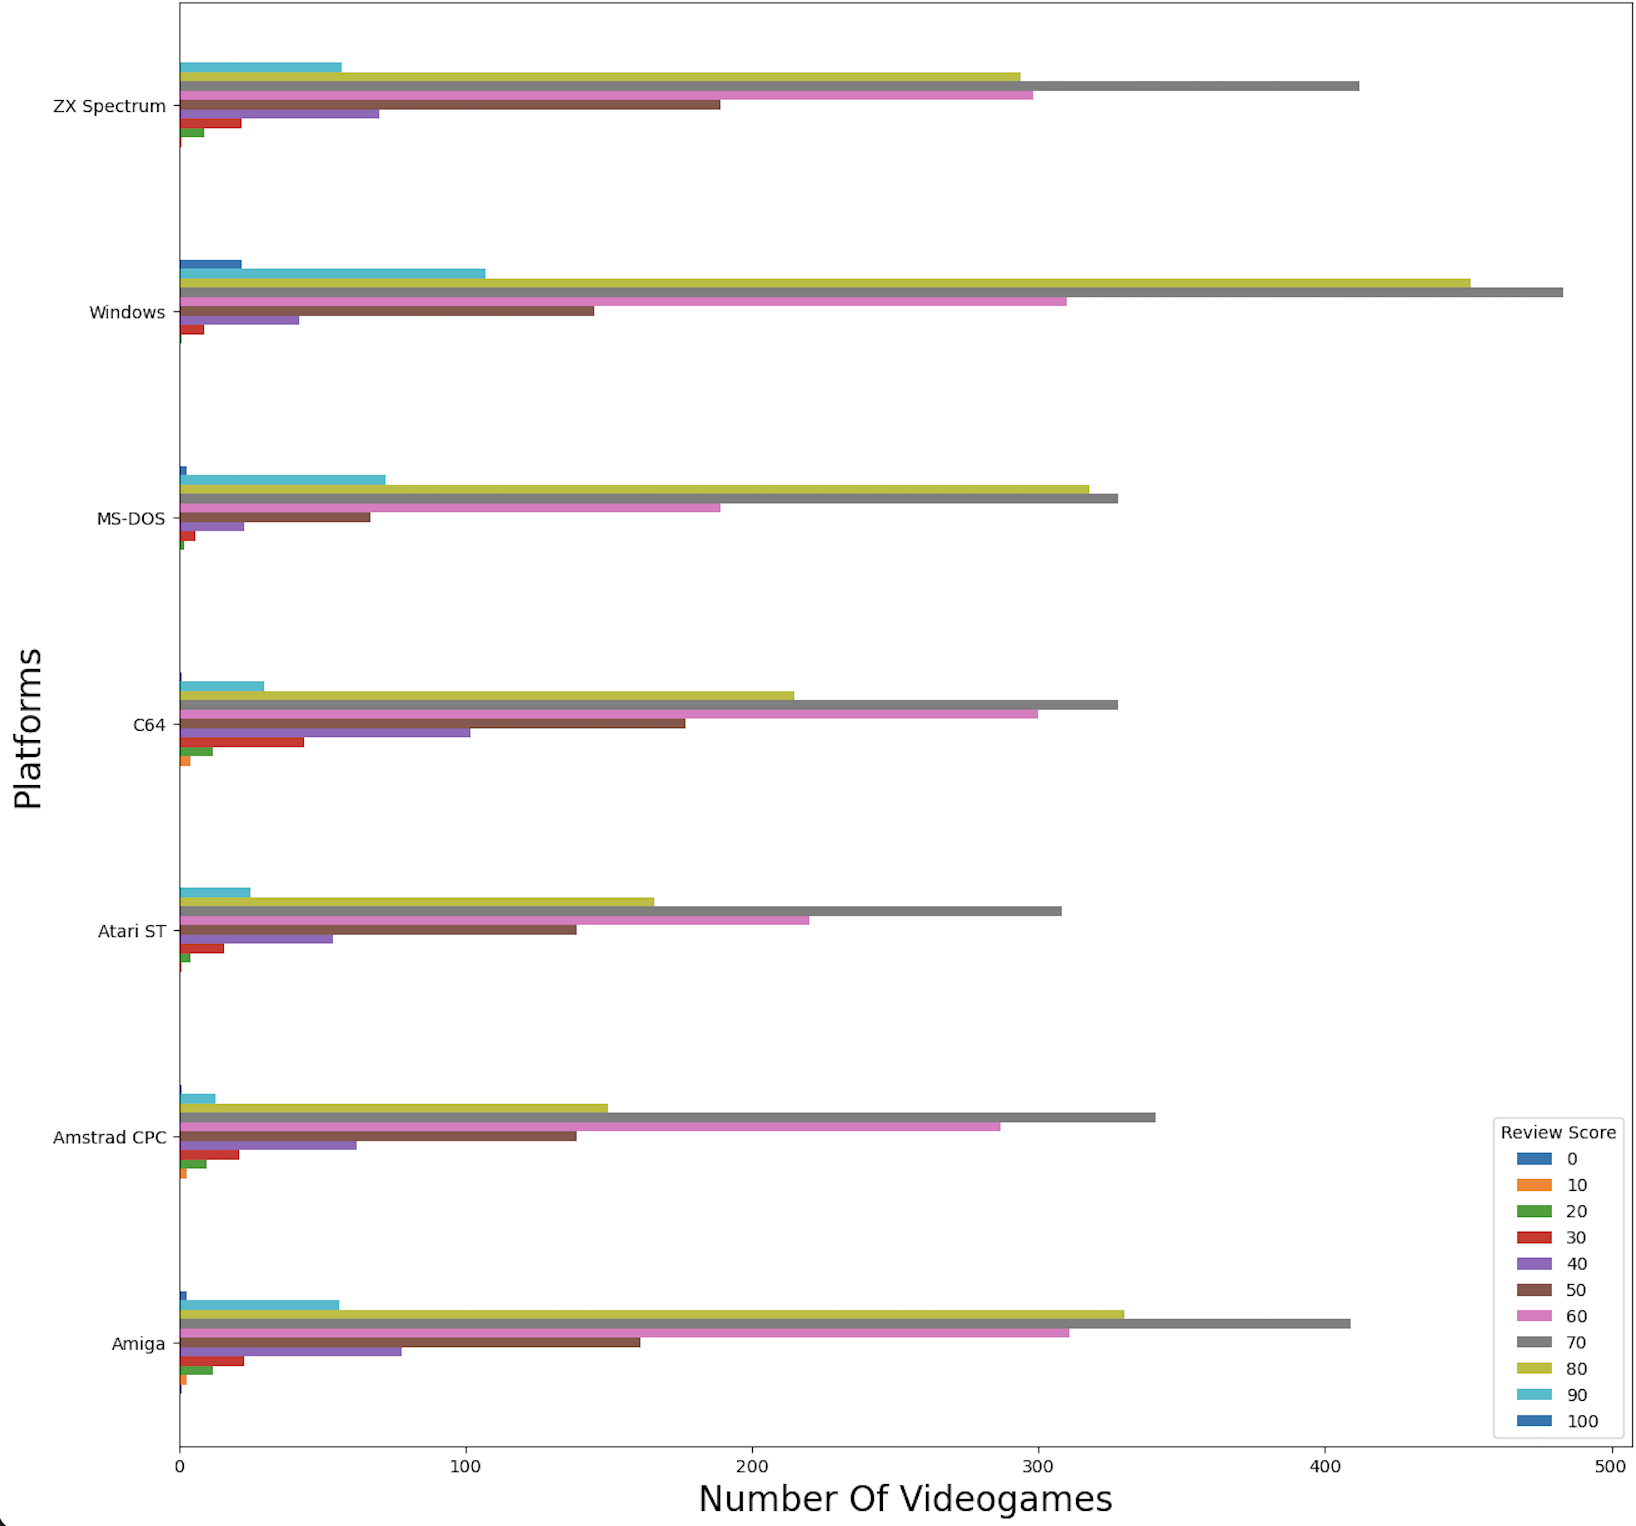 ZX Spectrum
Windows
MS-DOS
C64
Atari ST
Amstrad CPC
Amiga
Platforms
0 100 200 300 400 500
Number Of Videogames
Review Score
0
10
20
30
40
50
60
70
80
90
100